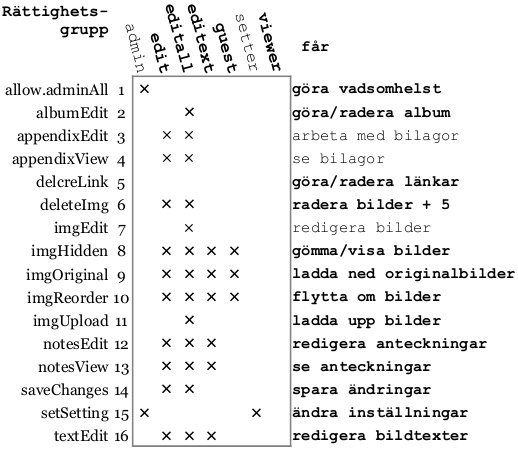 Rättighets-
grupp
admin edit editall editext guest setter viewer
får
allow.adminAll 1 × göra vadsomhelst
albumEdit 2 × göra/radera album
appendixEdit 3 × × arbeta med bilagor
appendixView 4 × × se bilagor
delcreLink 5 göra/radera länkar
deleteImg 6 × × radera bilder + 5
imgEdit 7 × redigera bilder
imgHidden 8 × × × × gömma/visa bilder
imgOriginal 9 × × × × ladda ned originalbilder
imgReorder 10 × × × × flytta om bilder
imgUpload 11 × ladda upp bilder
notesEdit 12 × × × redigera anteckningar
notesView 13 × × × se anteckningar
saveChanges 14 × × spara ändringar
setSetting 15 × × ändra inställningar
textEdit 16 × × × redigera bildtexter